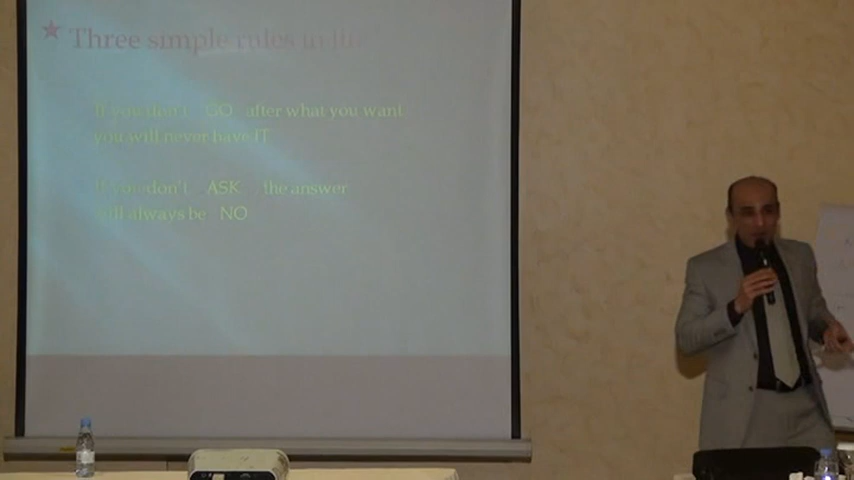 Three simple rules in life
If you don't GO after what you want
you will never have IT
If you don't ASK the answer
will always be NO